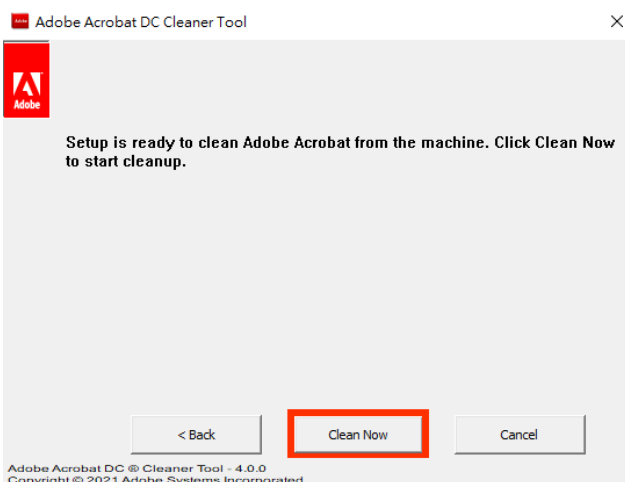 Adobe Acrobat DC Cleaner Tool
Adobe
Setup is ready to clean Adobe Acrobat from the machine. Click Clean Now
to start cleanup.
< Back
Clean Now
Cancel
Adobe Acrobat DC ® Cleaner Tool - 4.0.0
Copyright © 2021 Adobe Systems Incorporated